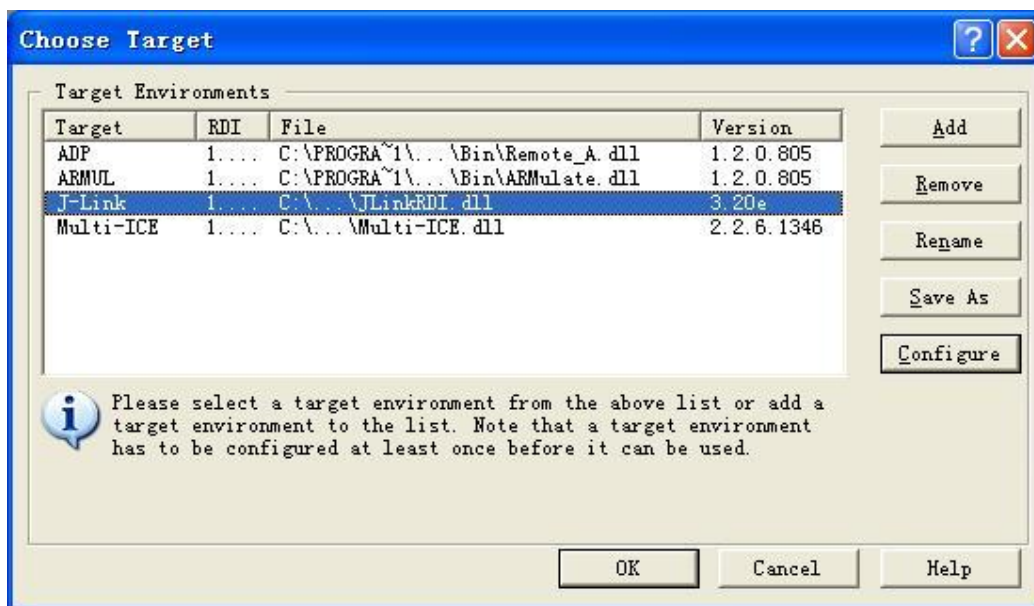 Choose Target
Target Environments
Target RDI File Version
ADP 1.... C:\PROGRA~1\...\Bin\Remote_A.dll 1.2.0.805
ARMUL 1.... C:\PROGRA~1\...\Bin\ARMulate.dll 1.2.0.805
J-Link 1.... C:\...\JLinkRDI.dll 3.20e
Multi-ICE 1.... C:\...\Multi-ICE.dll 2.2.6.1346
Add
Remove
Rename
Save As
Configure
Please select a target environment from the above list or add a
target environment to the list. Note that a target environment
has to be configured at least once before it can be used.
OK Cancel Help